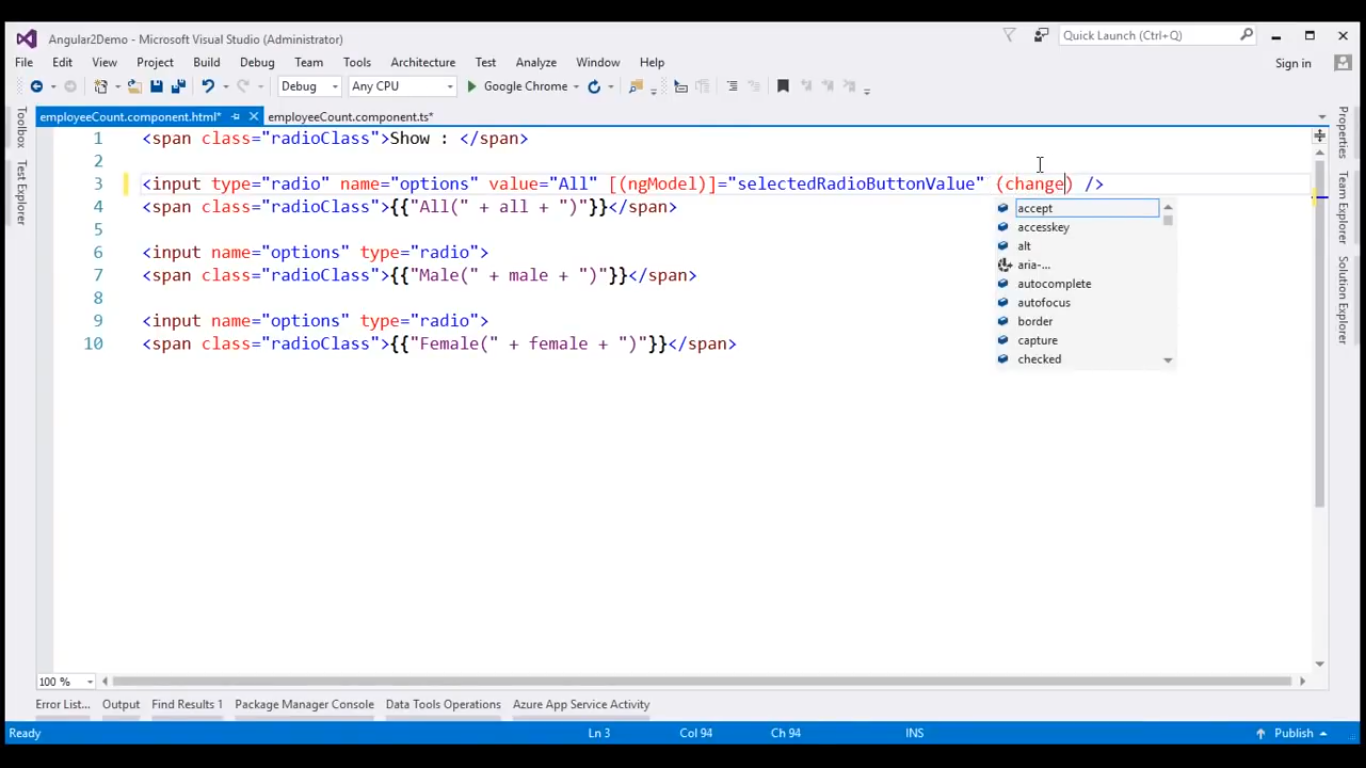 Angular2Demo - Microsoft Visual Studio (Administrator)
Quick Launch (Ctrl+Q)
File Edit View Project Build Debug Team Tools Architecture Test Analyze Window Help
Sign in
Debug Any CPU Google Chrome
employeeCount.component.html* employeeCount.component.ts*
Toolbox
Test Explorer
1 <span class="radioClass">Show : </span>
2
3 <input type="radio" name="options" value="All" [(ngModel)]="selectedRadioButtonValue" (change) />
4 <span class="radioClass">{{"All(" + all + ")"}}</span>
5
6 <input name="options" type="radio">
7 <span class="radioClass">{{"Male(" + male + ")"}}</span>
8
9 <input name="options" type="radio">
10 <span class="radioClass">{{"Female(" + female + ")"}}</span>
accept
accesskey
alt
aria-...
autocomplete
autofocus
border
capture
checked
Properties
Team Explorer
Solution Explorer
100 %
Error List... Output Find Results 1 Package Manager Console Data Tools Operations Azure App Service Activity
Ready Ln 3 Col 94 Ch 94 INS Publish